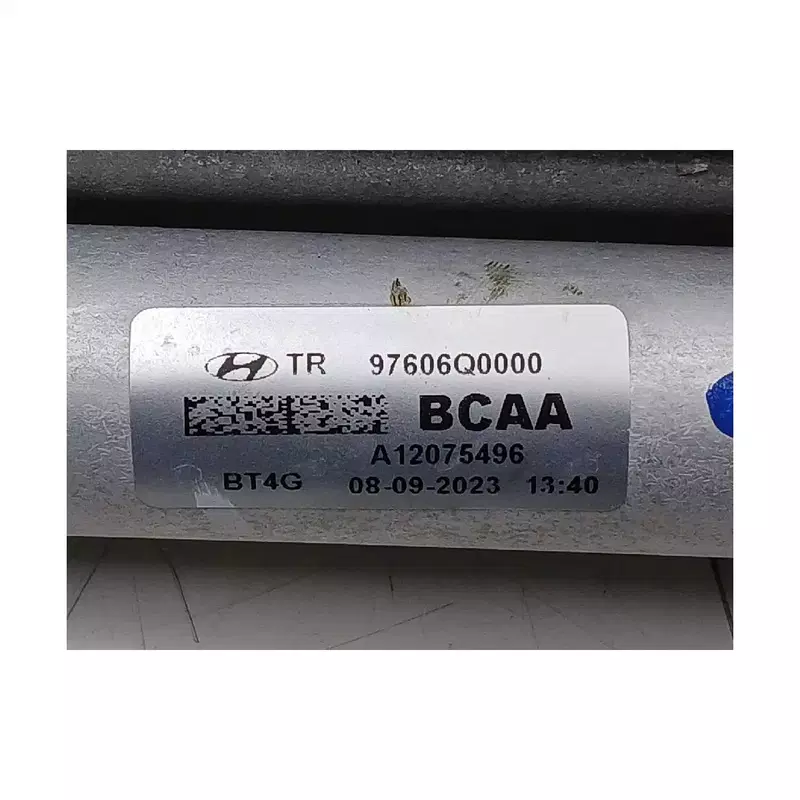 TR 97606Q0000
BCAA
A12075496
BT4G 08-09-2023 13:40